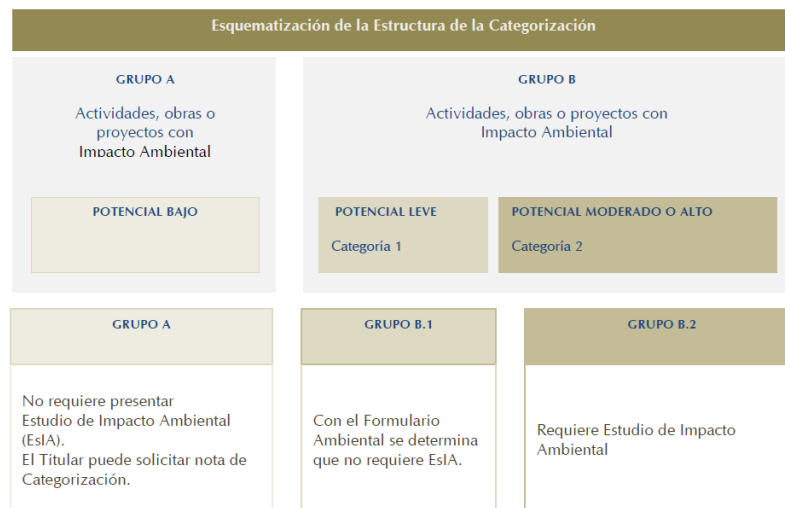 Esquematización de la Estructura de la Categorización
GRUPO A
Actividades, obras o
proyectos con
Impacto Ambiental
POTENCIAL BAJO
GRUPO B
Actividades, obras o proyectos con
Impacto Ambiental
POTENCIAL LEVE
Categoría 1
POTENCIAL MODERADO O ALTO
Categoría 2
GRUPO A
No requiere presentar
Estudio de Impacto Ambiental
(EsIA).
El Titular puede solicitar nota de
Categorización.
GRUPO B.1
Con el Formulario
Ambiental se determina
que no requiere EsIA.
GRUPO B.2
Requiere Estudio de Impacto
Ambiental